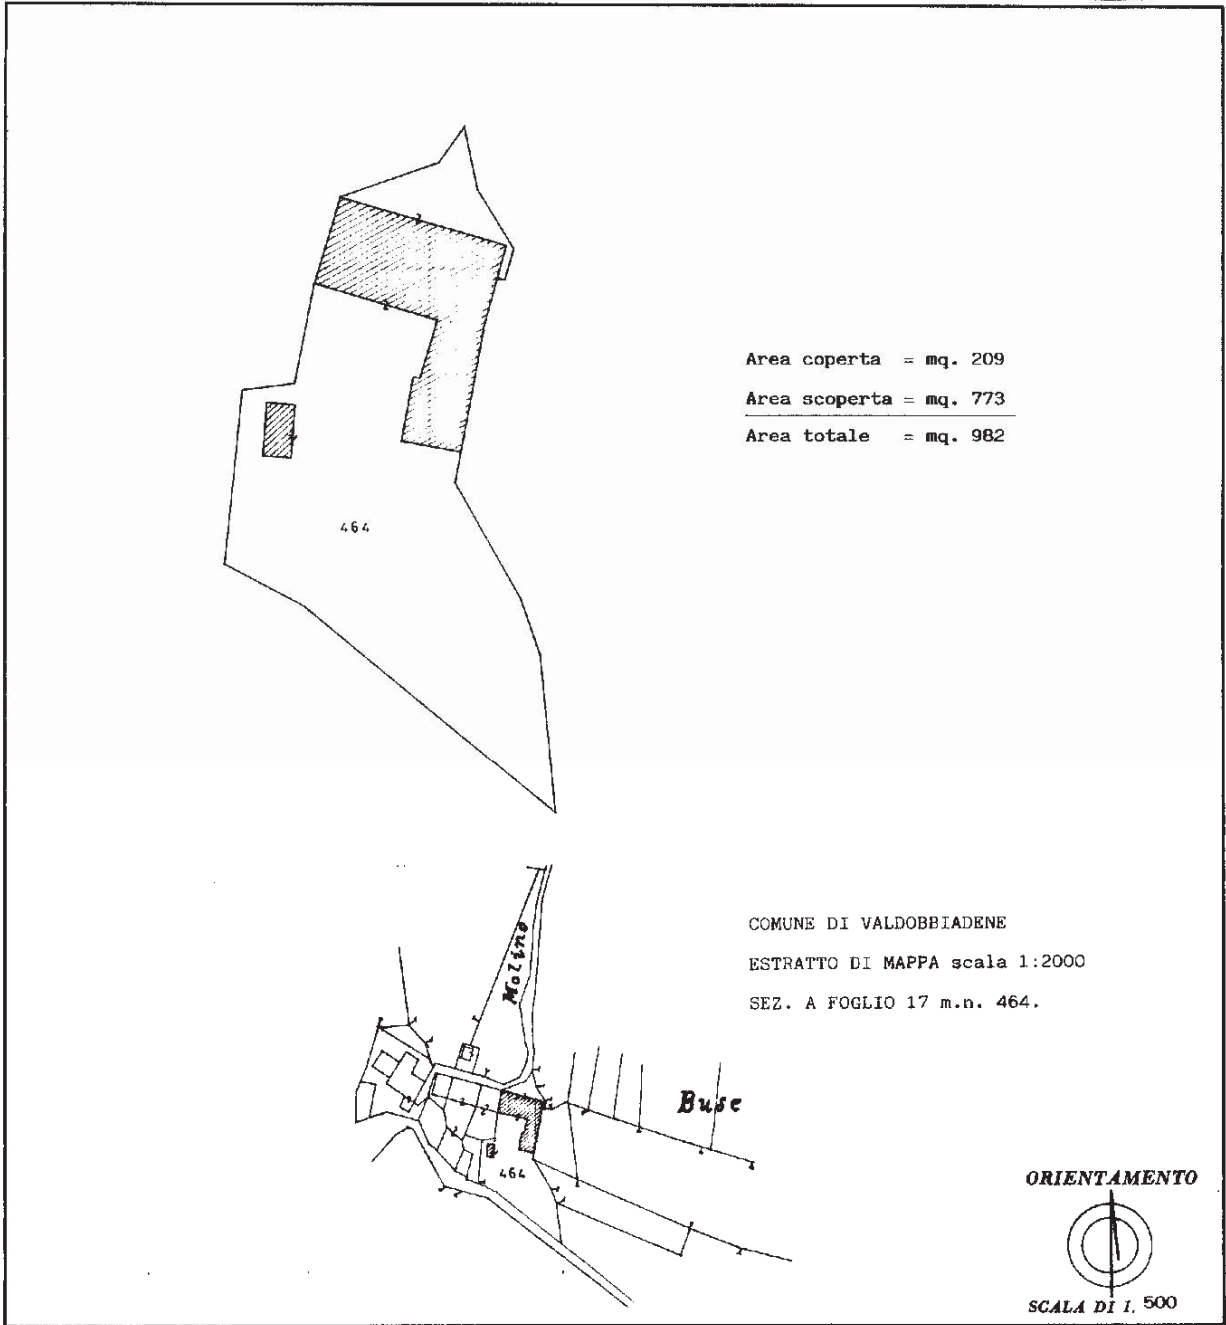 Area coperta = mq. 209
Area scoperta = mq. 773
Area totale = mq. 982
464
Molino
COMUNE DI VALDOBBIADENE
ESTRATTO DI MAPPA scala 1:2000
SEZ. A FOGLIO 17 m.n. 464.
Buse
464
ORIENTAMENTO
SCALA DI 1. 500